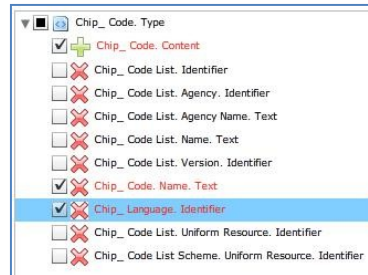 Chip_ Code. Type
Chip_ Code. Content
Chip_ Code List. Identifier
Chip_ Code List. Agency. Identifier
Chip_ Code List. Agency Name. Text
Chip_ Code List. Name. Text
Chip_ Code List. Version. Identifier
Chip_ Code. Name. Text
Chip_ Language. Identifier
Chip_ Code List. Uniform Resource. Identifier
Chip_ Code List Scheme. Uniform Resource. Identifier